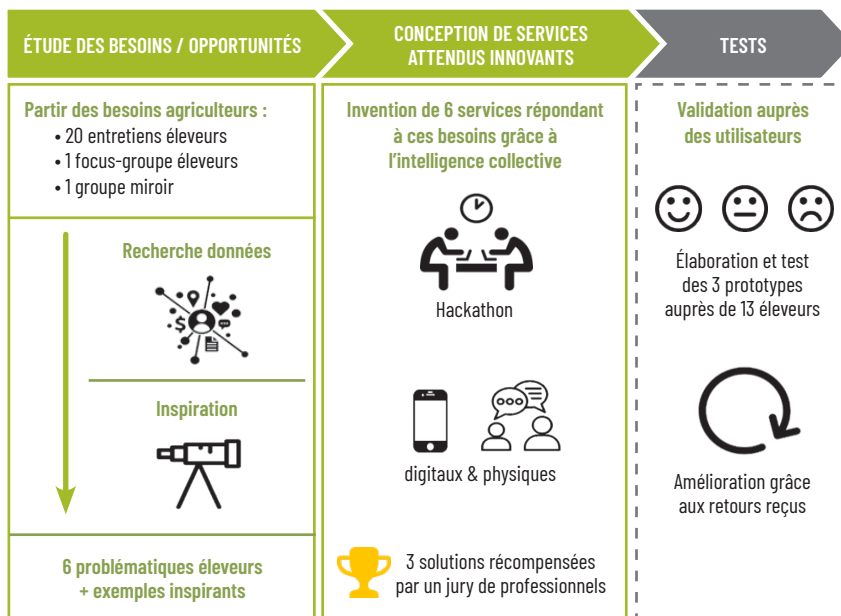 ÉTUDE DES BESOINS / OPPORTUNITÉS
CONCEPTION DE SERVICES
ATTENDUS INNOVANTS
TESTS
Partir des besoins agriculteurs :
• 20 entretiens éleveurs
• 1 focus-groupe éleveurs
• 1 groupe miroir
Recherche données
$
Inspiration
6 problématiques éleveurs
+ exemples inspirants
Invention de 6 services répondant
à ces besoins grâce à
l'intelligence collective
Hackathon
digitaux & physiques
3 solutions récompensées
par un jury de professionnels
Validation auprès
des utilisateurs
Élaboration et test
des 3 prototypes
auprès de 13 éleveurs
Amélioration grâce
aux retours reçus